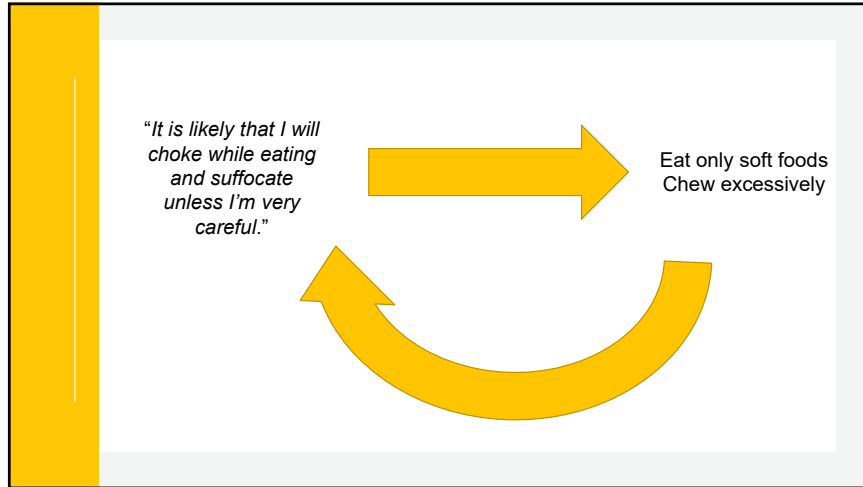 “It is likely that I will
choke while eating
and suffocate
unless I’m very
careful.”
Eat only soft foods
Chew excessively